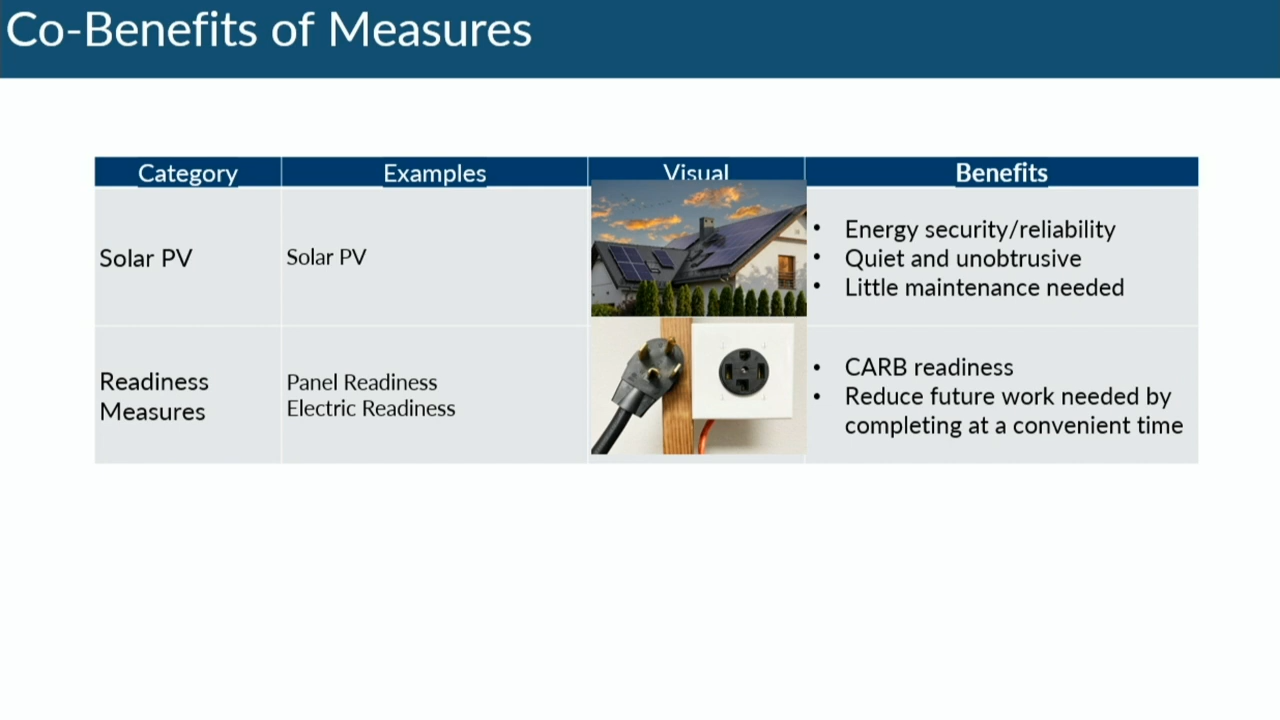 Co-Benefits of Measures
Category Examples Visual Benefits
Solar PV
Solar PV
• Energy security/reliability
• Quiet and unobtrusive
• Little maintenance needed
Readiness
Measures
Panel Readiness
Electric Readiness
• CARB readiness
• Reduce future work needed by
completing at a convenient time